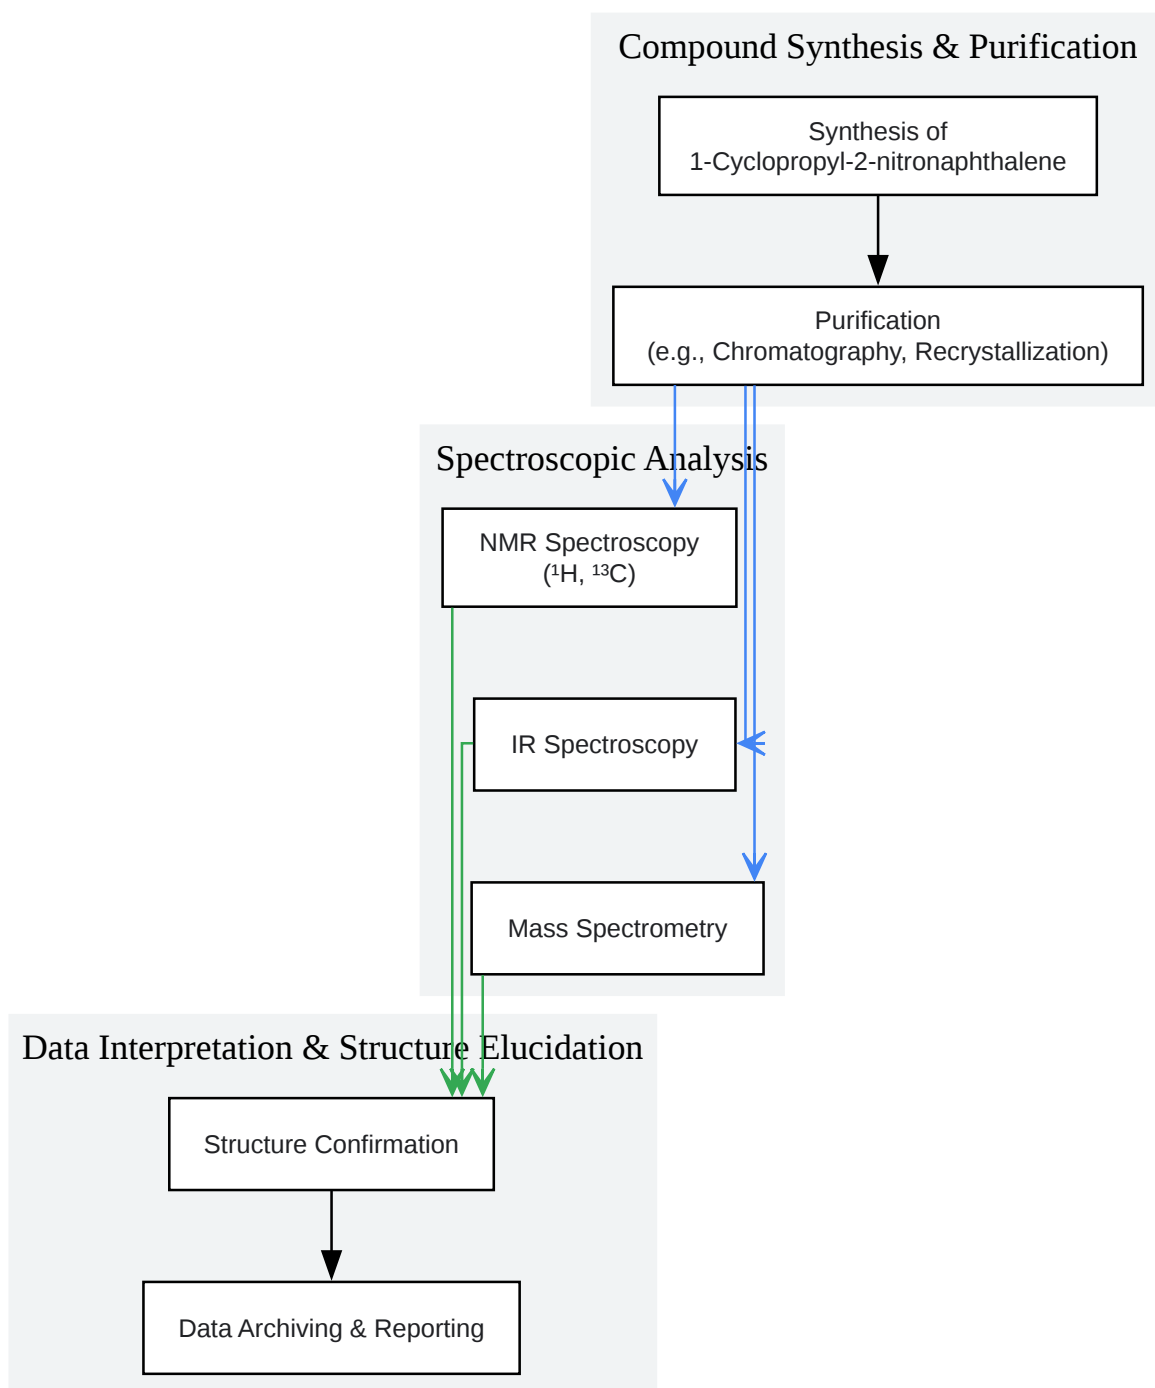 Compound Synthesis & Purification
Synthesis of
1-Cyclopropyl-2-nitronaphthalene
Purification
(e.g., Chromatography, Recrystallization)
Spectroscopic Analysis
NMR Spectroscopy
(¹H, ¹³C)
IR Spectroscopy
Mass Spectrometry
Data Interpretation & Structure Elucidation
Structure Confirmation
Data Archiving & Reporting